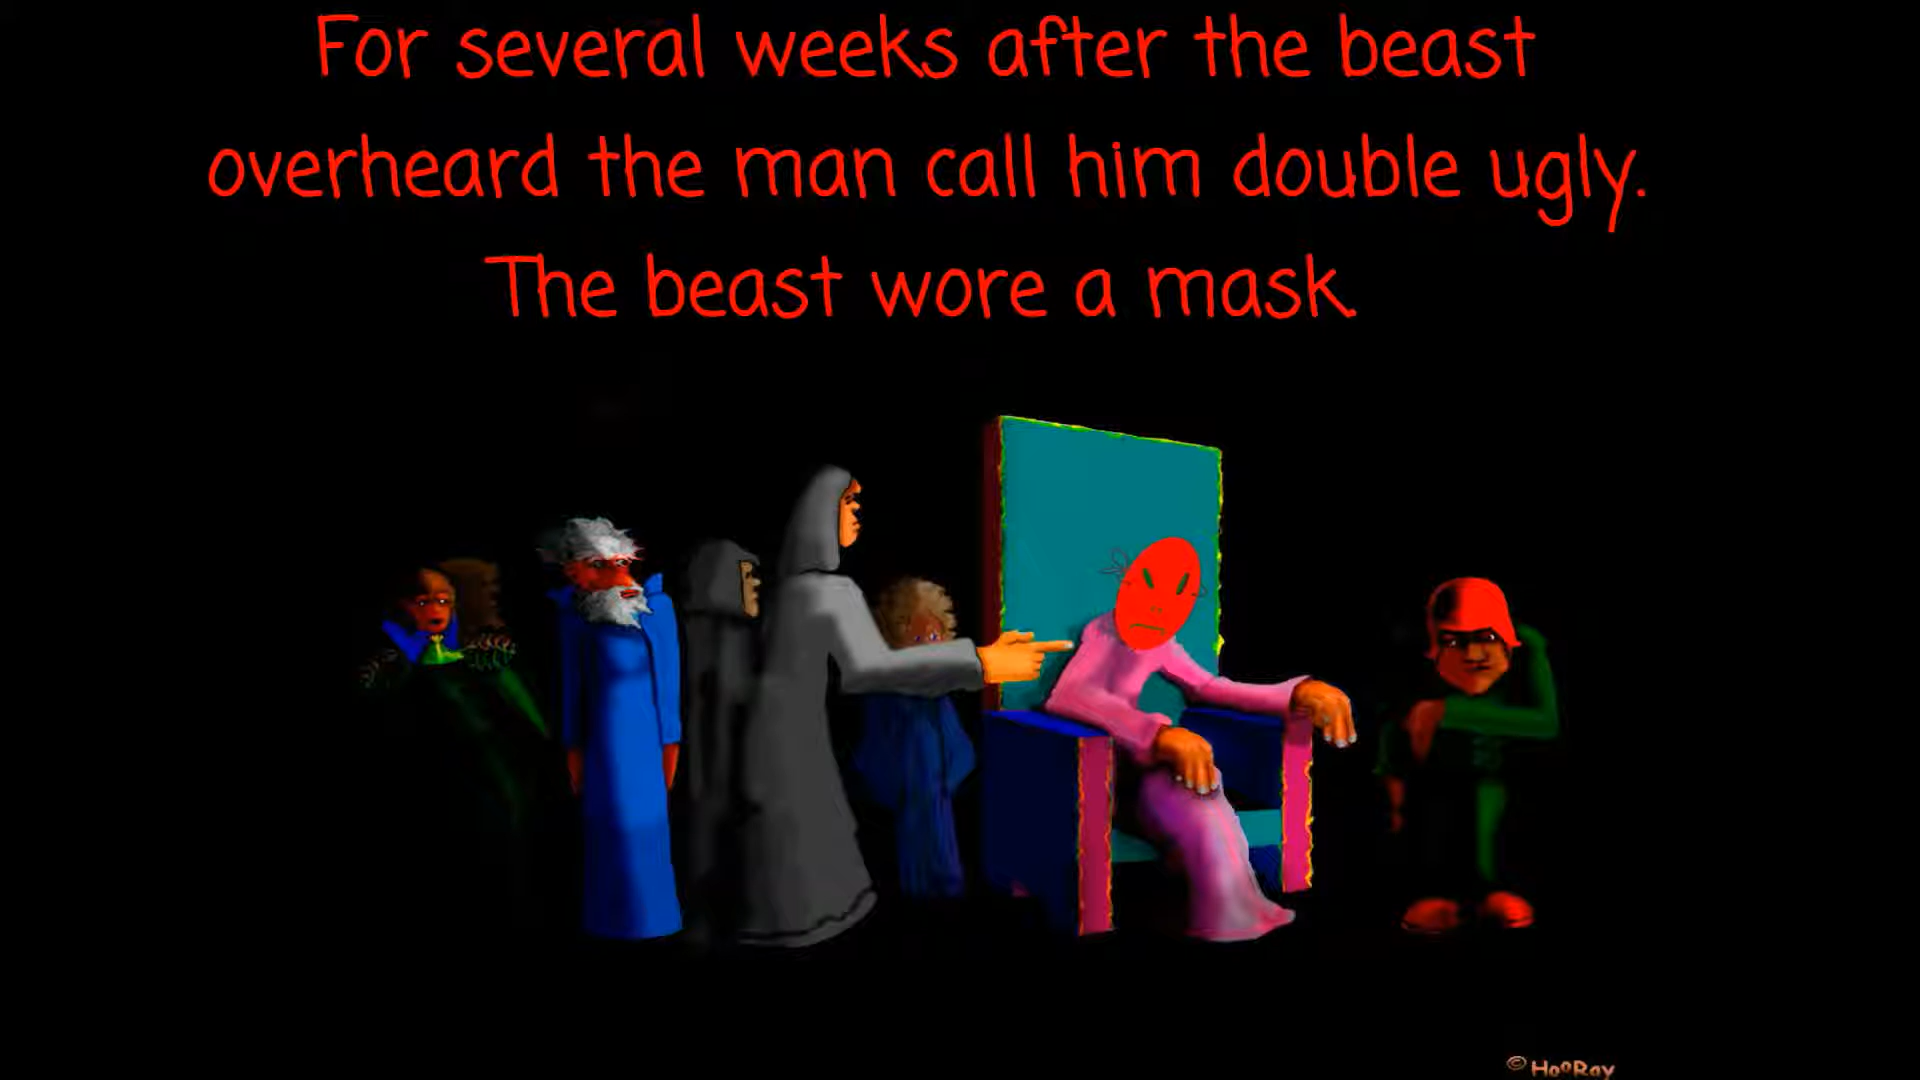 For several weeks after the beast
overheard the man call him double ugly.
The beast wore a mask.
© HooRay